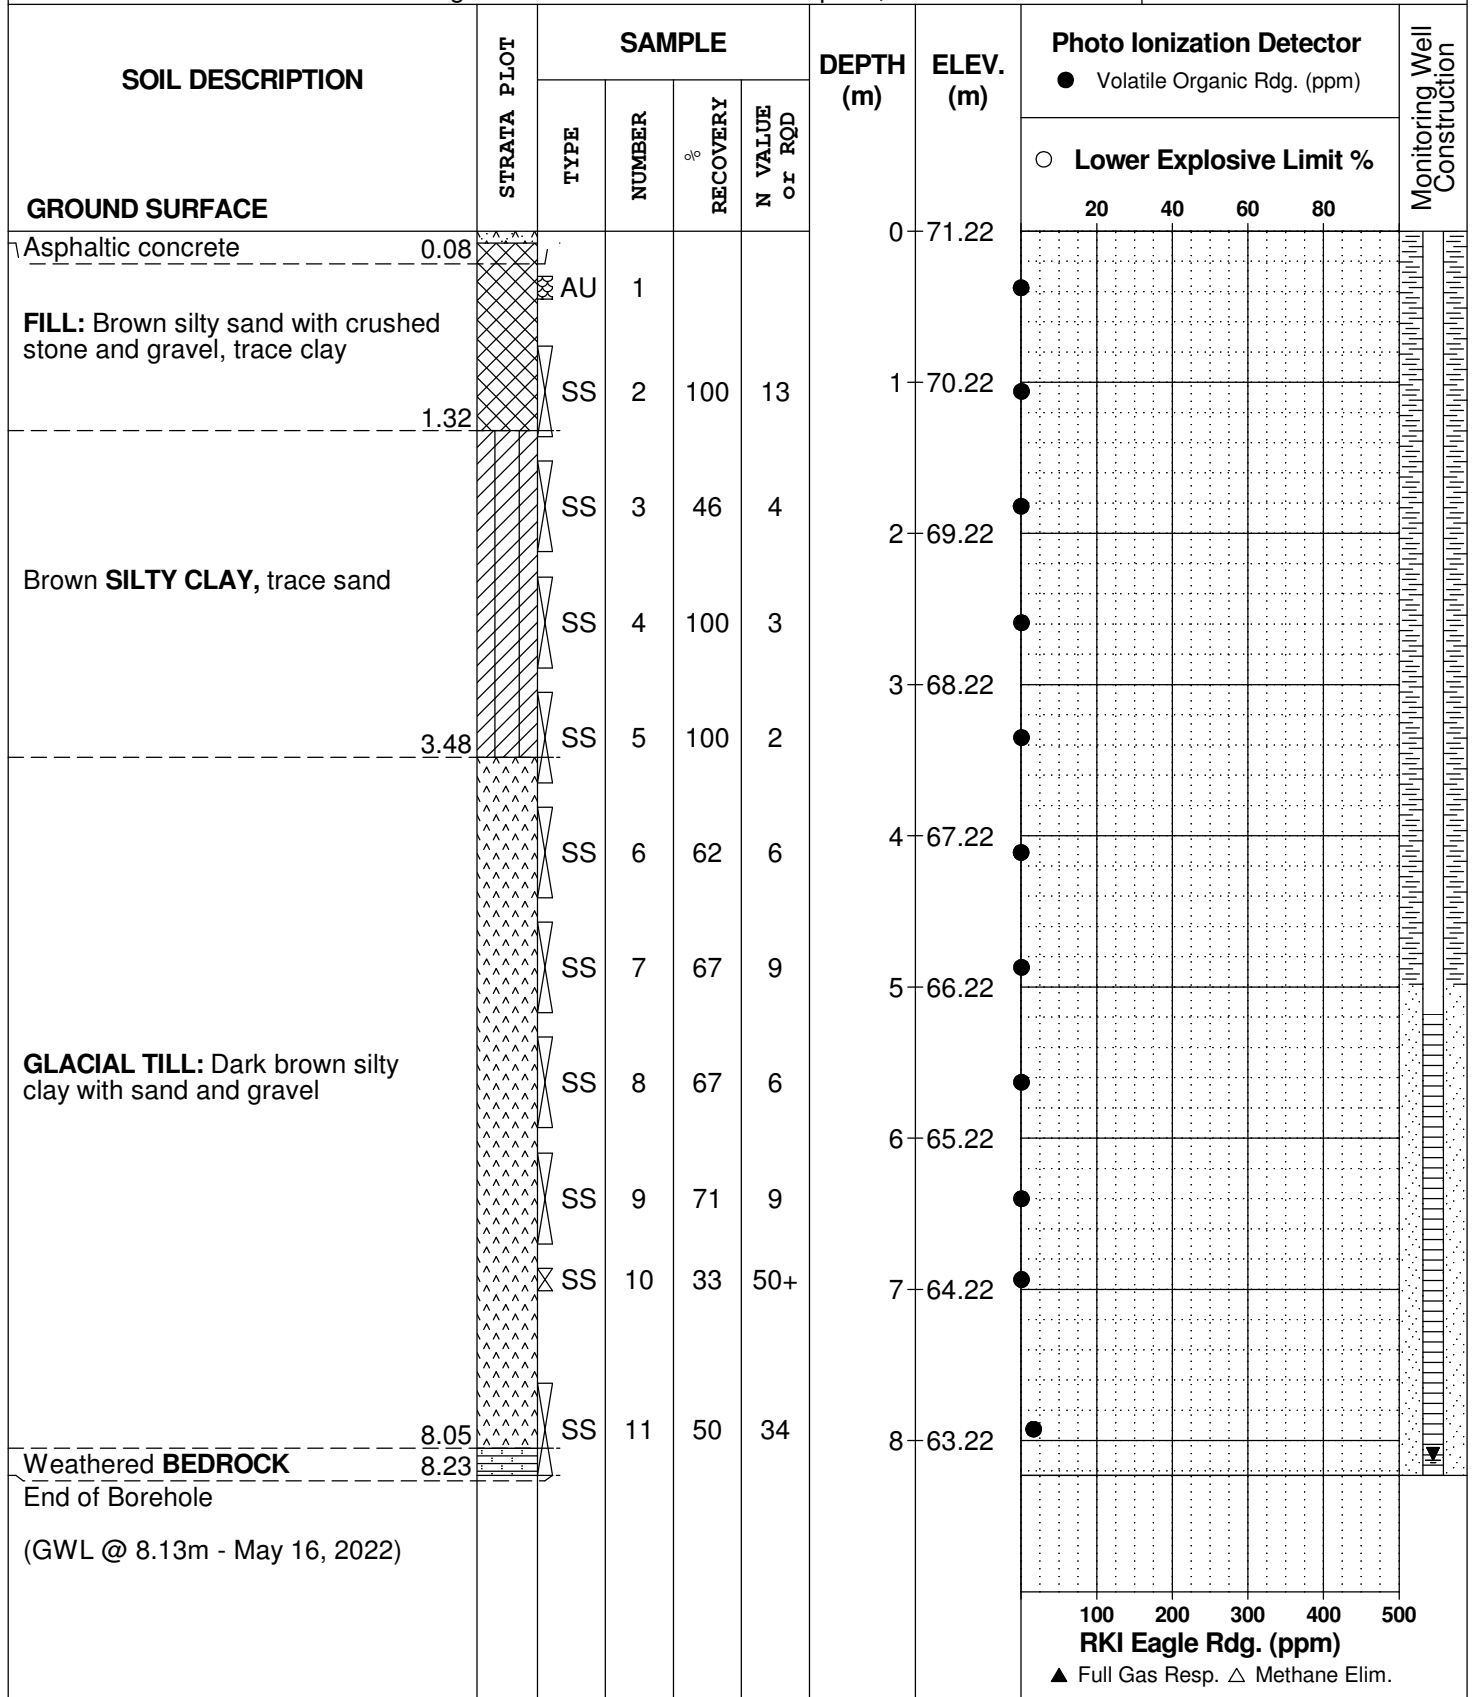 SOIL DESCRIPTION
GROUND SURFACE
STRATA PLOT
SAMPLE
TYPE
NUMBER
%
RECOVERY
N VALUE
or RQD
DEPTH
(m)
ELEV.
(m)
Photo Ionization Detector
● Volatile Organic Rdg. (ppm)
○ Lower Explosive Limit %
20 40 60 80
Monitoring Well
Construction
0 71.22
Asphaltic concrete 0.08
AU 1
FILL: Brown silty sand with crushed
stone and gravel, trace clay
SS 2 100 13
1 70.22
1.32
SS 3 46 4
2 69.22
Brown SILTY CLAY, trace sand
SS 4 100 3
3 68.22
SS 5 100 2
3.48
4 67.22
SS 6 62 6
SS 7 67 9
5 66.22
GLACIAL TILL: Dark brown silty
clay with sand and gravel
SS 8 67 6
6 65.22
SS 9 71 9
SS 10 33 50+
7 64.22
SS 11 50 34
8.05
8 63.22
Weathered BEDROCK 8.23
End of Borehole
(GWL @ 8.13m - May 16, 2022)
100 200 300 400 500
RKI Eagle Rdg. (ppm)
▲ Full Gas Resp. △ Methane Elim.